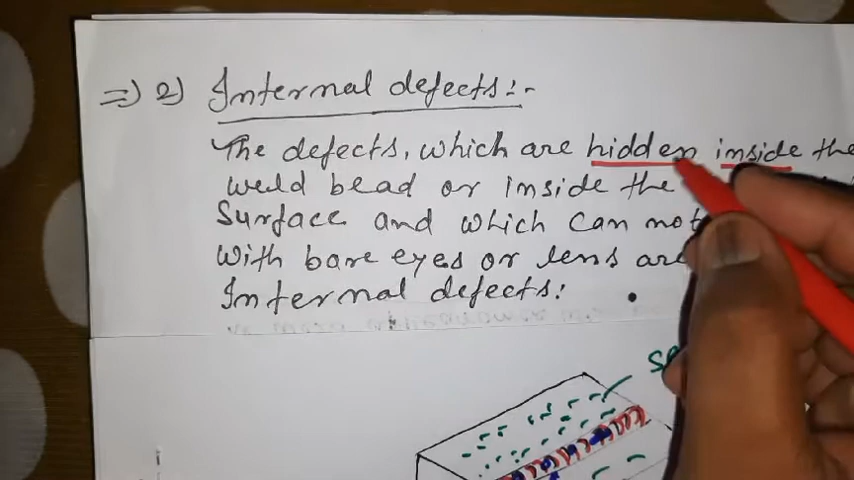 =>) 2) Internal defects:-
The defects, which are hidden inside the
weld bead or inside the
Surface and which can not
With bare eyes or lens are
Internal defects: